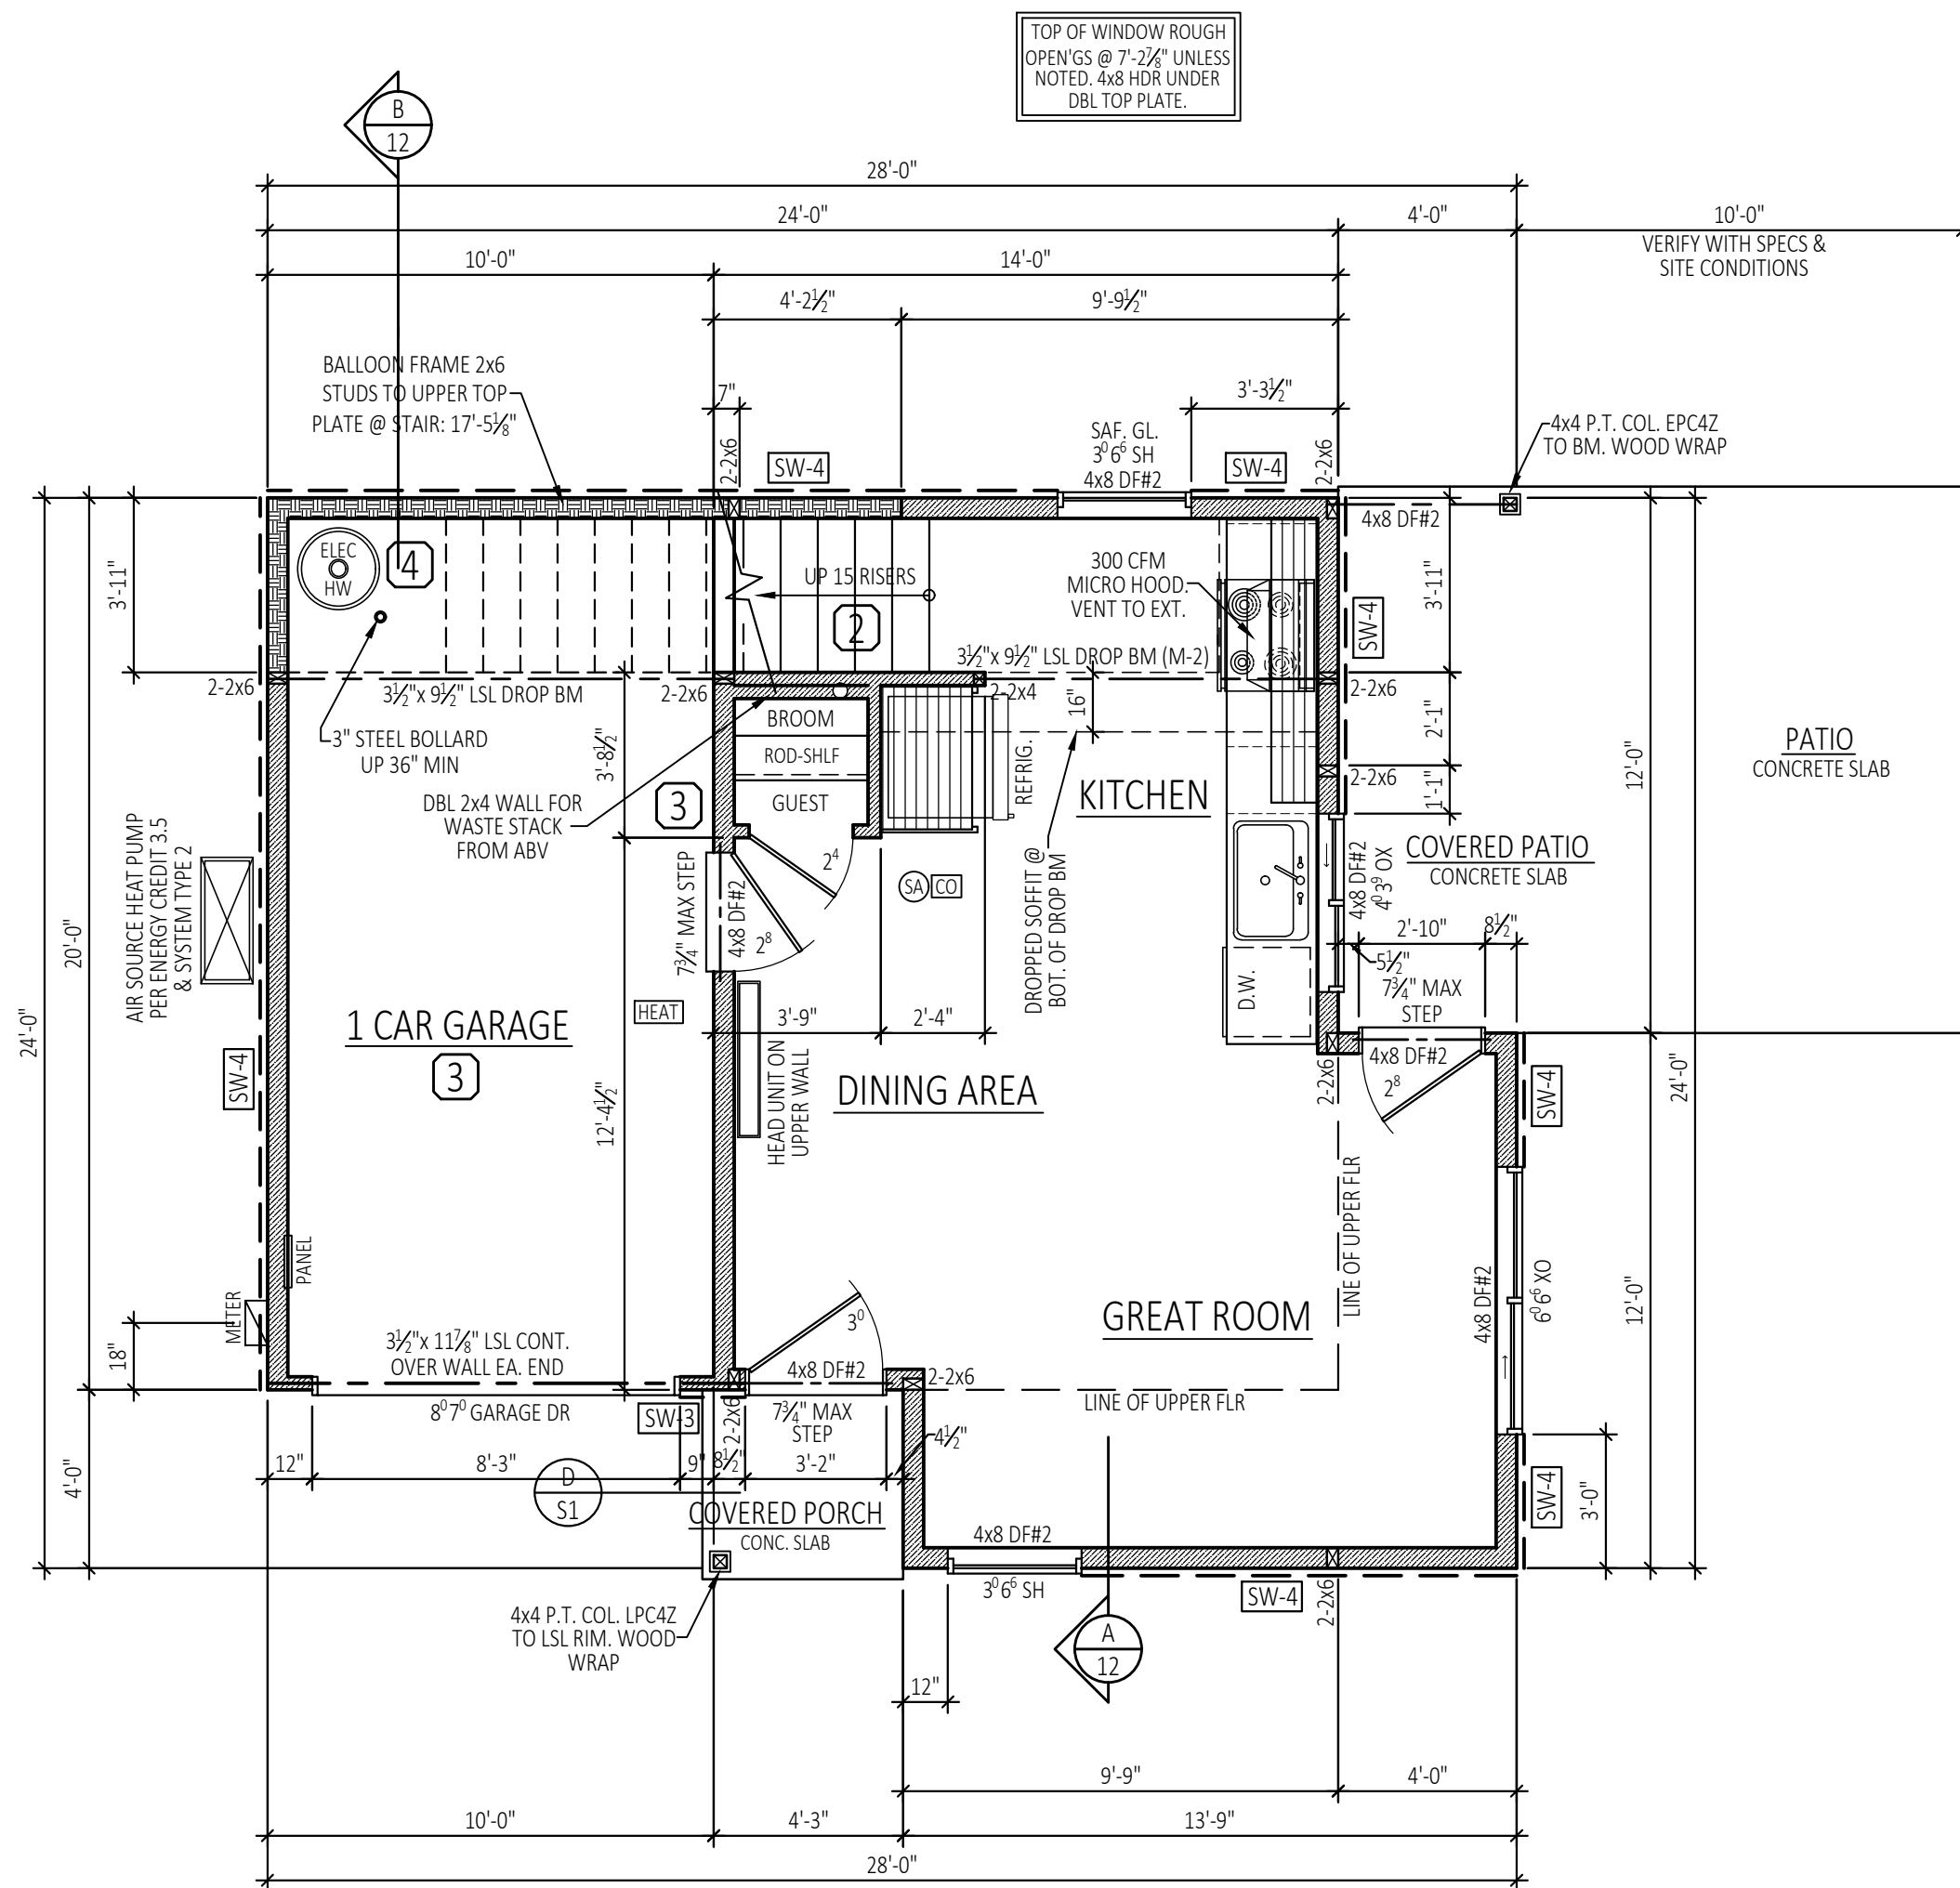 TOP OF WINDOW ROUGH
OPEN'GS @ 7'-2⅞" UNLESS
NOTED. 4x8 HDR UNDER
DBL TOP PLATE.
B
12
28'-0"
24'-0"
4'-0"
10'-0"
VERIFY WITH SPECS &
SITE CONDITIONS
10'-0"
14'-0"
4'-2½"
9'-9½"
BALLOON FRAME 2x6
STUDS TO UPPER TOP
PLATE @ STAIR: 17'-5⅛"
7"
3'-3½"
2-2x6
SW-4
SAF. GL.
3⁰6⁶ SH
4x8 DF#2
SW-4
2-2x6
4x4 P.T. COL. EPC4Z
TO BM. WOOD WRAP
4x8 DF#2
ELEC
HW
4
UP 15 RISERS
2
300 CFM
MICRO HOOD.
VENT TO EXT.
3'-11"
3'-11"
SW-4
3½"x 9½" LSL DROP BM (M-2)
2-2x6
3½"x 9½" LSL DROP BM
2-2x6
2-2x4
16"
2-2x6
2'-1"
3" STEEL BOLLARD
UP 36" MIN
3'-8½"
BROOM
ROD-SHLF
GUEST
REFRIG.
KITCHEN
2-2x6
1'-1"
12'-0"
PATIO
CONCRETE SLAB
3
DBL 2x4 WALL FOR
WASTE STACK
FROM ABV
AIR SOURCE HEAT PUMP
PER ENERGY CREDIT 3.5
& SYSTEM TYPE 2
7¾" MAX STEP
4x8 DF#2
2⁴
2⁸
SA
CO
DROPPED SOFFIT @
BOT. OF DROP BM
4x8 DF#2
4⁰3⁹ OX
COVERED PATIO
CONCRETE SLAB
2'-10"
8½"
5½"
7¾" MAX
STEP
D.W.
20'-0"
24'-0"
1 CAR GARAGE
3
HEAT
3'-9"
2'-4"
HEAD UNIT ON
UPPER WALL
DINING AREA
4x8 DF#2
2-2x6
2⁸
SW-4
SW-4
24'-0"
12'-4½"
LINE OF UPPER FLR
PANEL
METER
18"
3⁰
GREAT ROOM
4x8 DF#2
6⁰6⁶ XO
12'-0"
3½"x 11⅞" LSL CONT.
OVER WALL EA. END
4x8 DF#2
2-2x6
LINE OF UPPER FLR
8⁰7⁰ GARAGE DR
SW-3
2-2x6
7¾" MAX
STEP
4½"
4'-0"
12"
8'-3"
9"
8½"
3'-2"
SW-4
3'-0"
D
S1
COVERED PORCH
CONC. SLAB
4x8 DF#2
3⁰6⁶ SH
SW-4
2-2x6
4x4 P.T. COL. LPC4Z
TO LSL RIM. WOOD
WRAP
A
12
12"
9'-9"
4'-0"
10'-0"
4'-3"
13'-9"
28'-0"